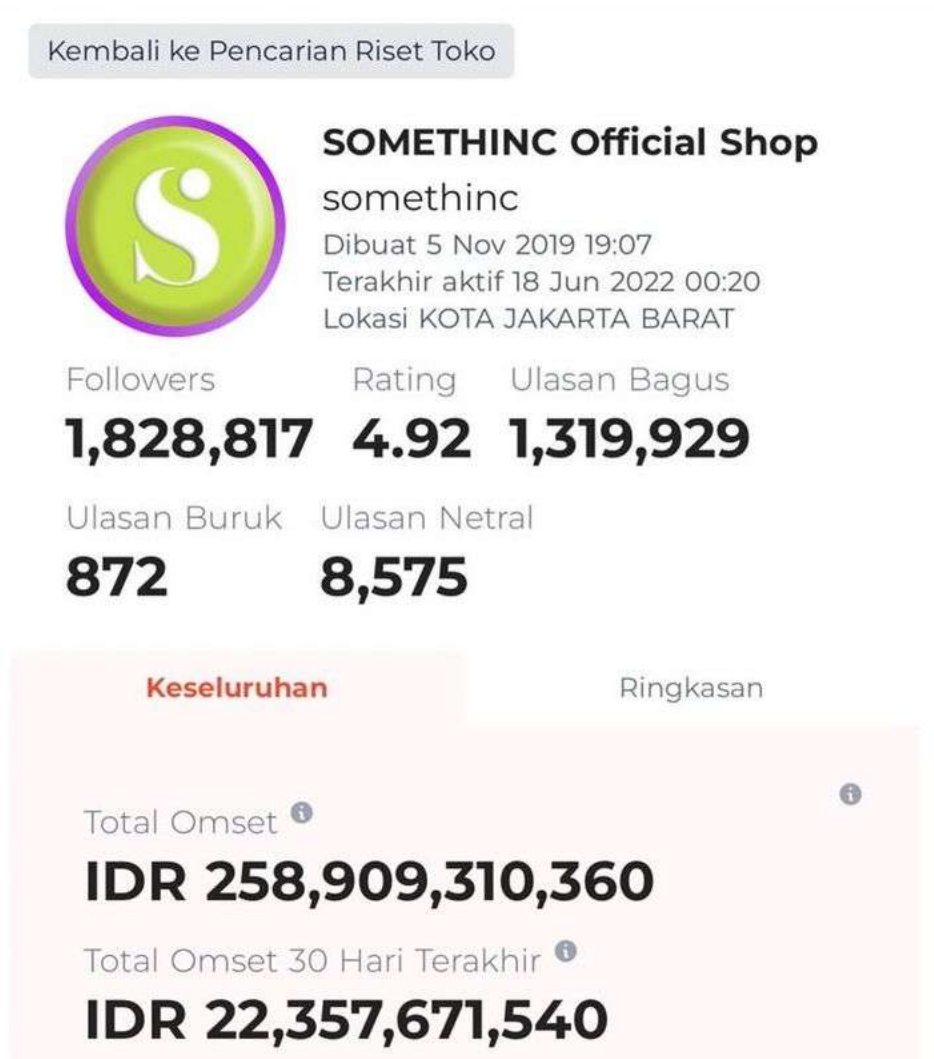 Kembali ke Pencarian Riset Toko
S
SOMETHINC Official Shop
somethinc
Dibuat 5 Nov 2019 19:07
Terakhir aktif 18 Jun 2022 00:20
Lokasi KOTA JAKARTA BARAT
Followers Rating Ulasan Bagus
1,828,817 4.92 1,319,929
Ulasan Buruk Ulasan Netral
872 8,575
Keseluruhan Ringkasan
Total Omset
IDR 258,909,310,360
Total Omset 30 Hari Terakhir
IDR 22,357,671,540